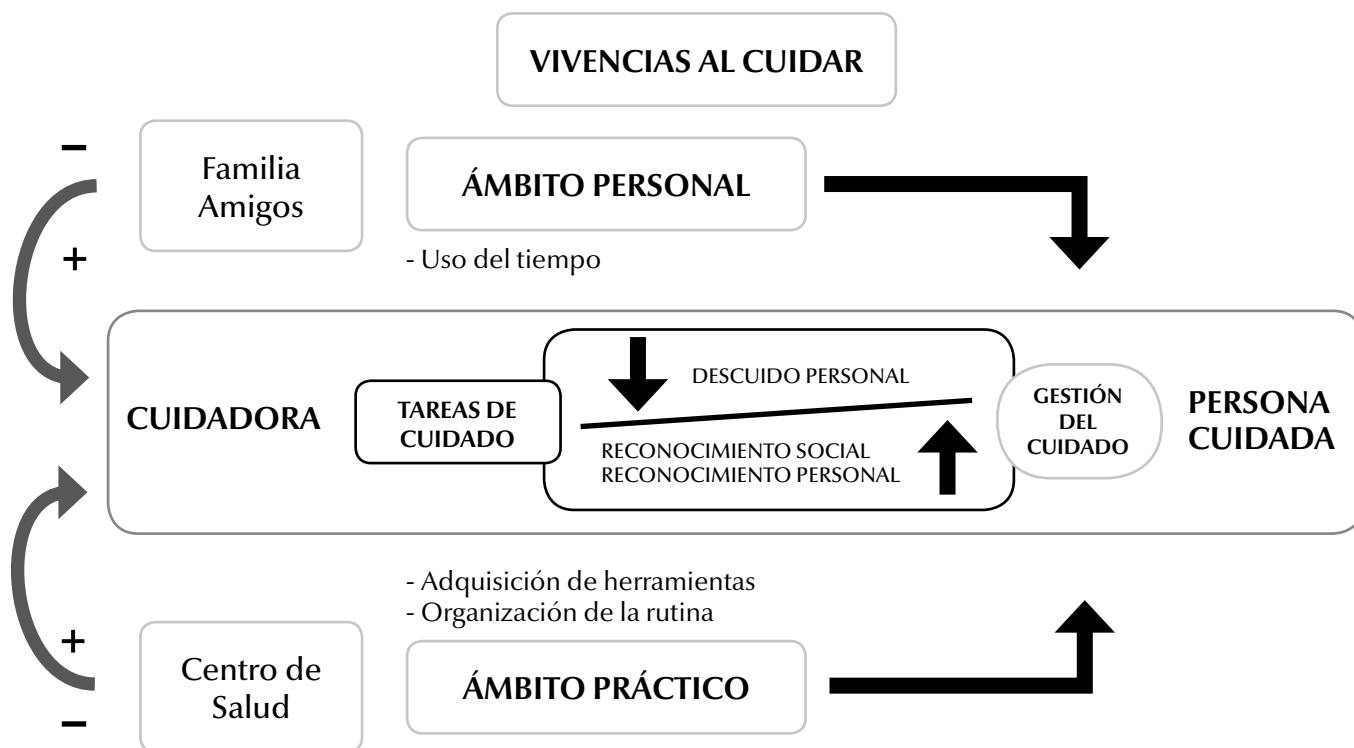 VIVENCIAS AL CUIDAR
−
Familia
Amigos
ÁMBITO PERSONAL
+
- Uso del tiempo
CUIDADORA
TAREAS DE
CUIDADO
DESCUIDO PERSONAL
RECONOCIMIENTO SOCIAL
RECONOCIMIENTO PERSONAL
GESTIÓN
DEL
CUIDADO
PERSONA
CUIDADA
- Adquisición de herramientas
- Organización de la rutina
+
Centro de
Salud
ÁMBITO PRÁCTICO
−